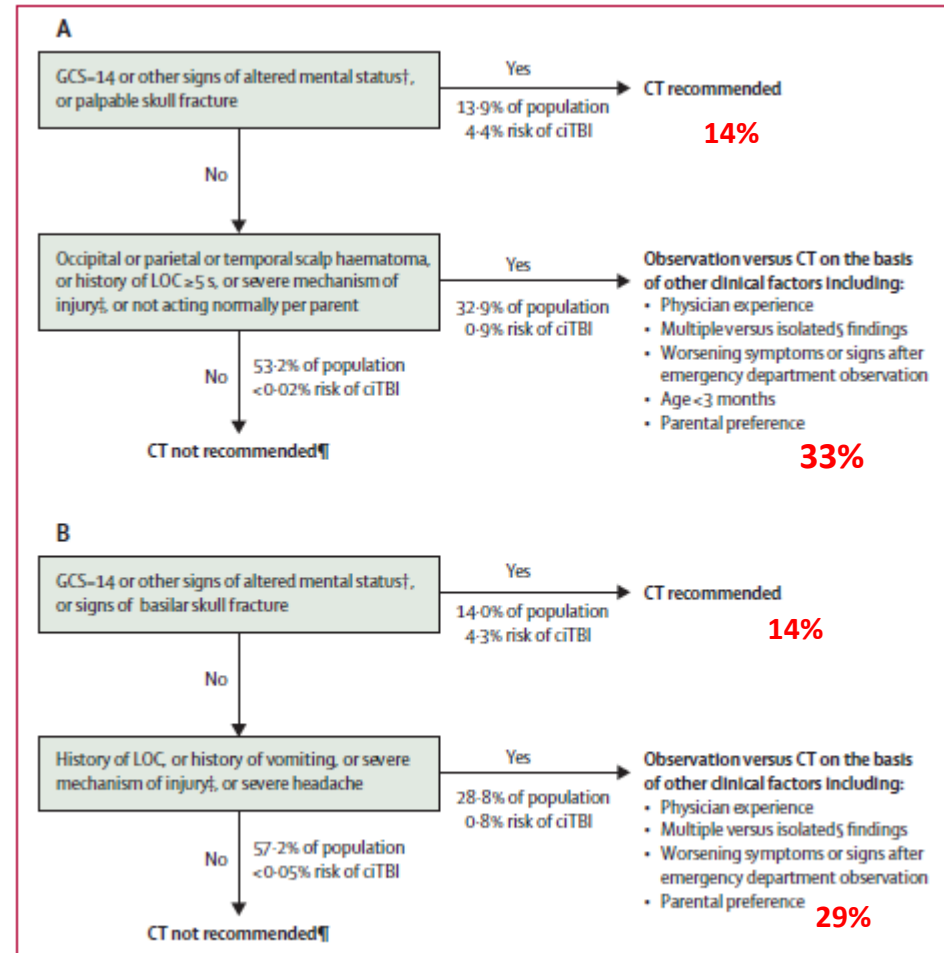 A
GCS=14 or other signs of altered mental status†,
or palpable skull fracture
Yes
13·9% of population
4·4% risk of ciTBI
CT recommended
14%
No
Occipital or parietal or temporal scalp haematoma,
or history of LOC ≥5 s, or severe mechanism of
injury‡, or not acting normally per parent
Yes
32·9% of population
0·9% risk of ciTBI
Observation versus CT on the basis
of other clinical factors including:
• Physician experience
• Multiple versus isolated§ findings
• Worsening symptoms or signs after
emergency department observation
• Age <3 months
• Parental preference
33%
No
53·2% of population
<0·02% risk of ciTBI
CT not recommended¶
B
GCS=14 or other signs of altered mental status†,
or signs of basilar skull fracture
Yes
14·0% of population
4·3% risk of ciTBI
CT recommended
14%
No
History of LOC, or history of vomiting, or severe
mechanism of injury‡, or severe headache
Yes
28·8% of population
0·8% risk of ciTBI
Observation versus CT on the basis
of other clinical factors including:
• Physician experience
• Multiple versus isolated§ findings
• Worsening symptoms or signs after
emergency department observation
• Parental preference
29%
No
57·2% of population
<0·05% risk of ciTBI
CT not recommended¶